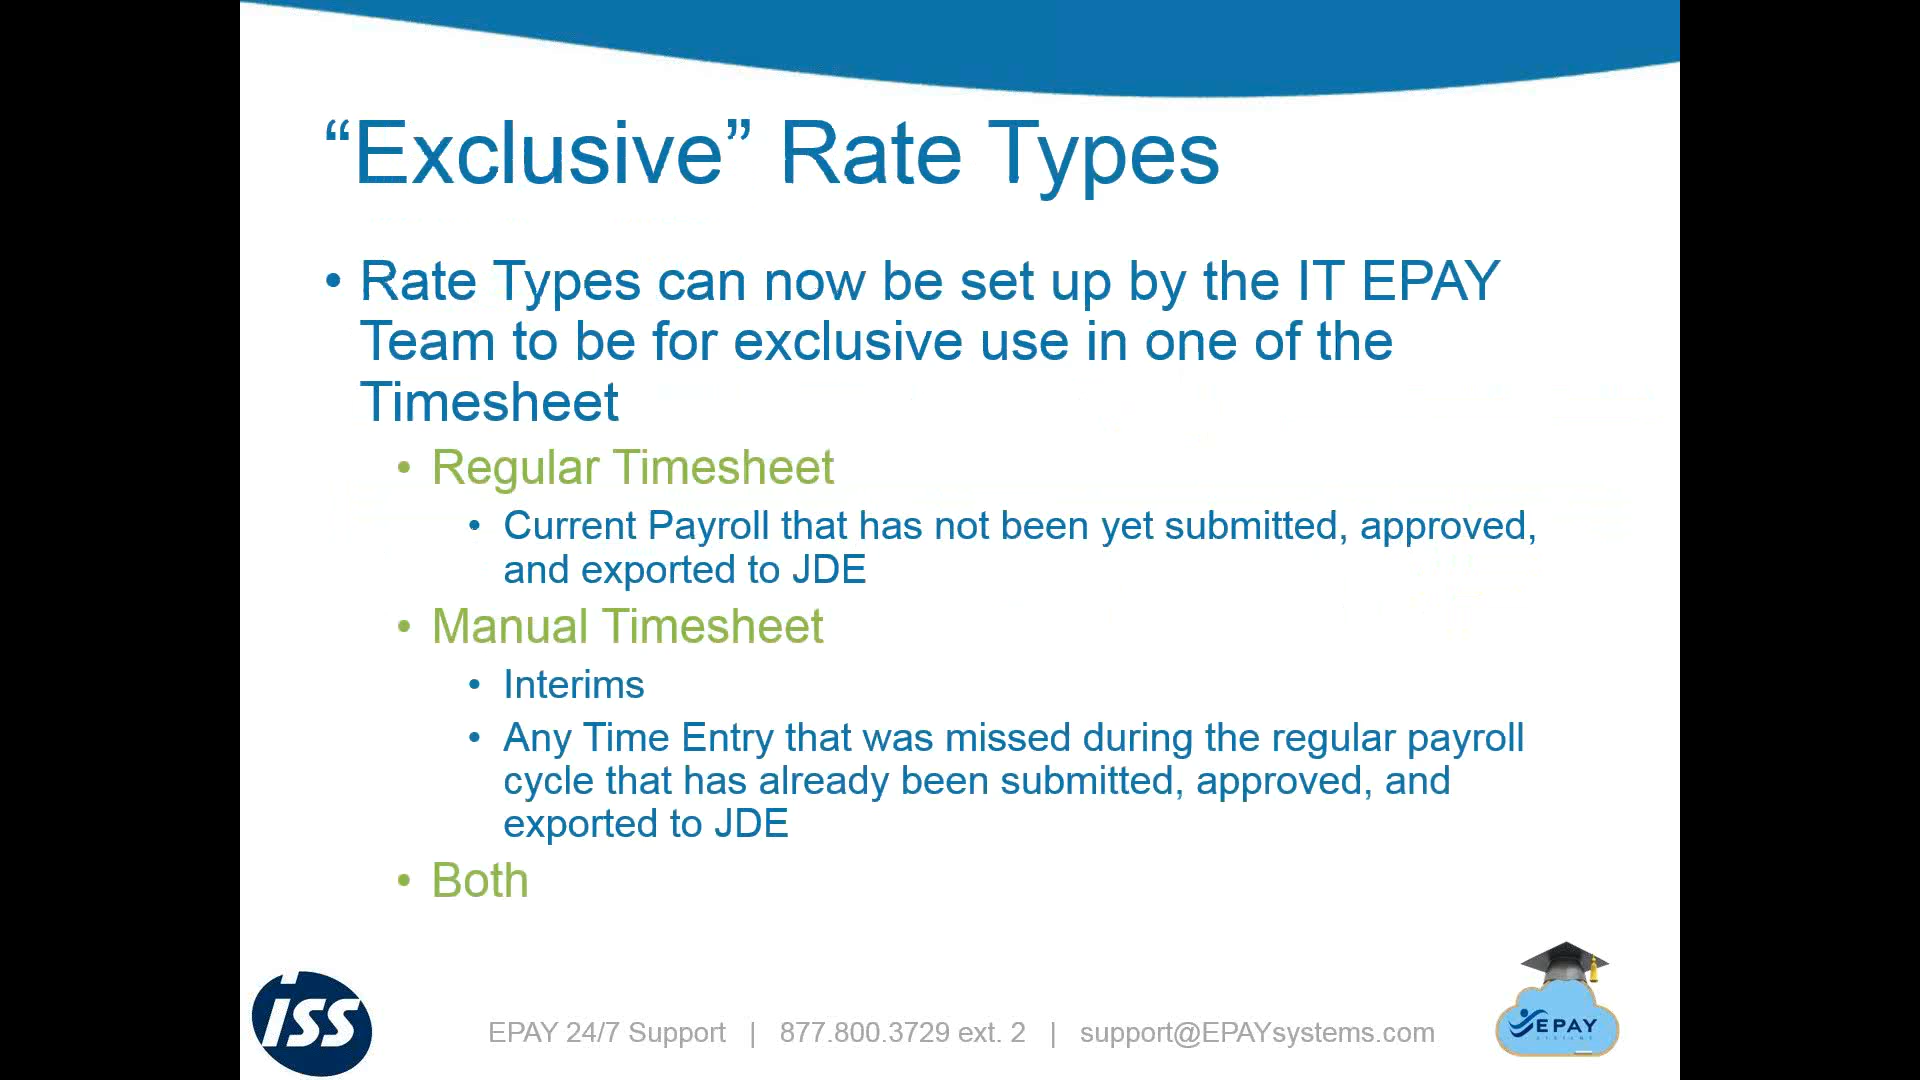 “Exclusive” Rate Types
• Rate Types can now be set up by the IT EPAY
Team to be for exclusive use in one of the
Timesheet
• Regular Timesheet
• Current Payroll that has not been yet submitted, approved,
and exported to JDE
• Manual Timesheet
• Interims
• Any Time Entry that was missed during the regular payroll
cycle that has already been submitted, approved, and
exported to JDE
• Both
ISS
EPAY 24/7 Support | 877.800.3729 ext. 2 | support@EPAYsystems.com
EPAY
SYSTEMS